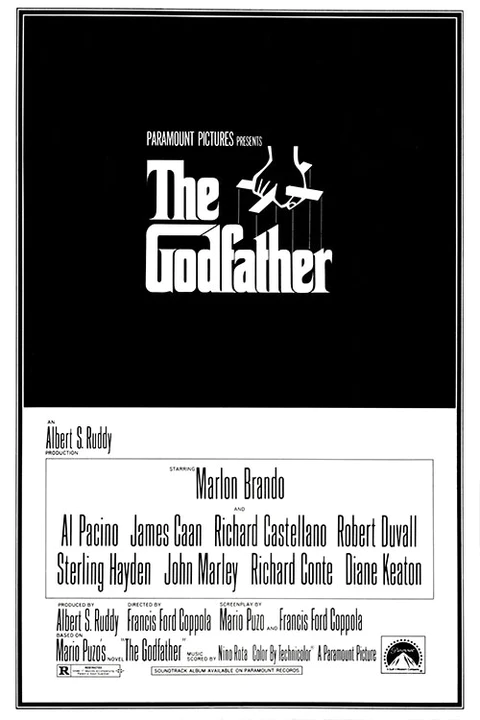 PARAMOUNT PICTURES PRESENTS
The
Godfather
AN
Albert S. Ruddy
PRODUCTION
STARRING
Marlon Brando
AND
Al Pacino James Caan Richard Castellano Robert Duvall
Sterling Hayden John Marley Richard Conte Diane Keaton
PRODUCED BY DIRECTED BY SCREENPLAY BY
Albert S. Ruddy Francis Ford Coppola Mario Puzo AND Francis Ford Coppola
BASED ON
Mario Puzo's NOVEL "The Godfather" MUSIC SCORED BY Nino Rota Color By Technicolor® A Paramount Picture
R RESTRICTED
SOUNDTRACK ALBUM AVAILABLE ON PARAMOUNT RECORDS
Paramount